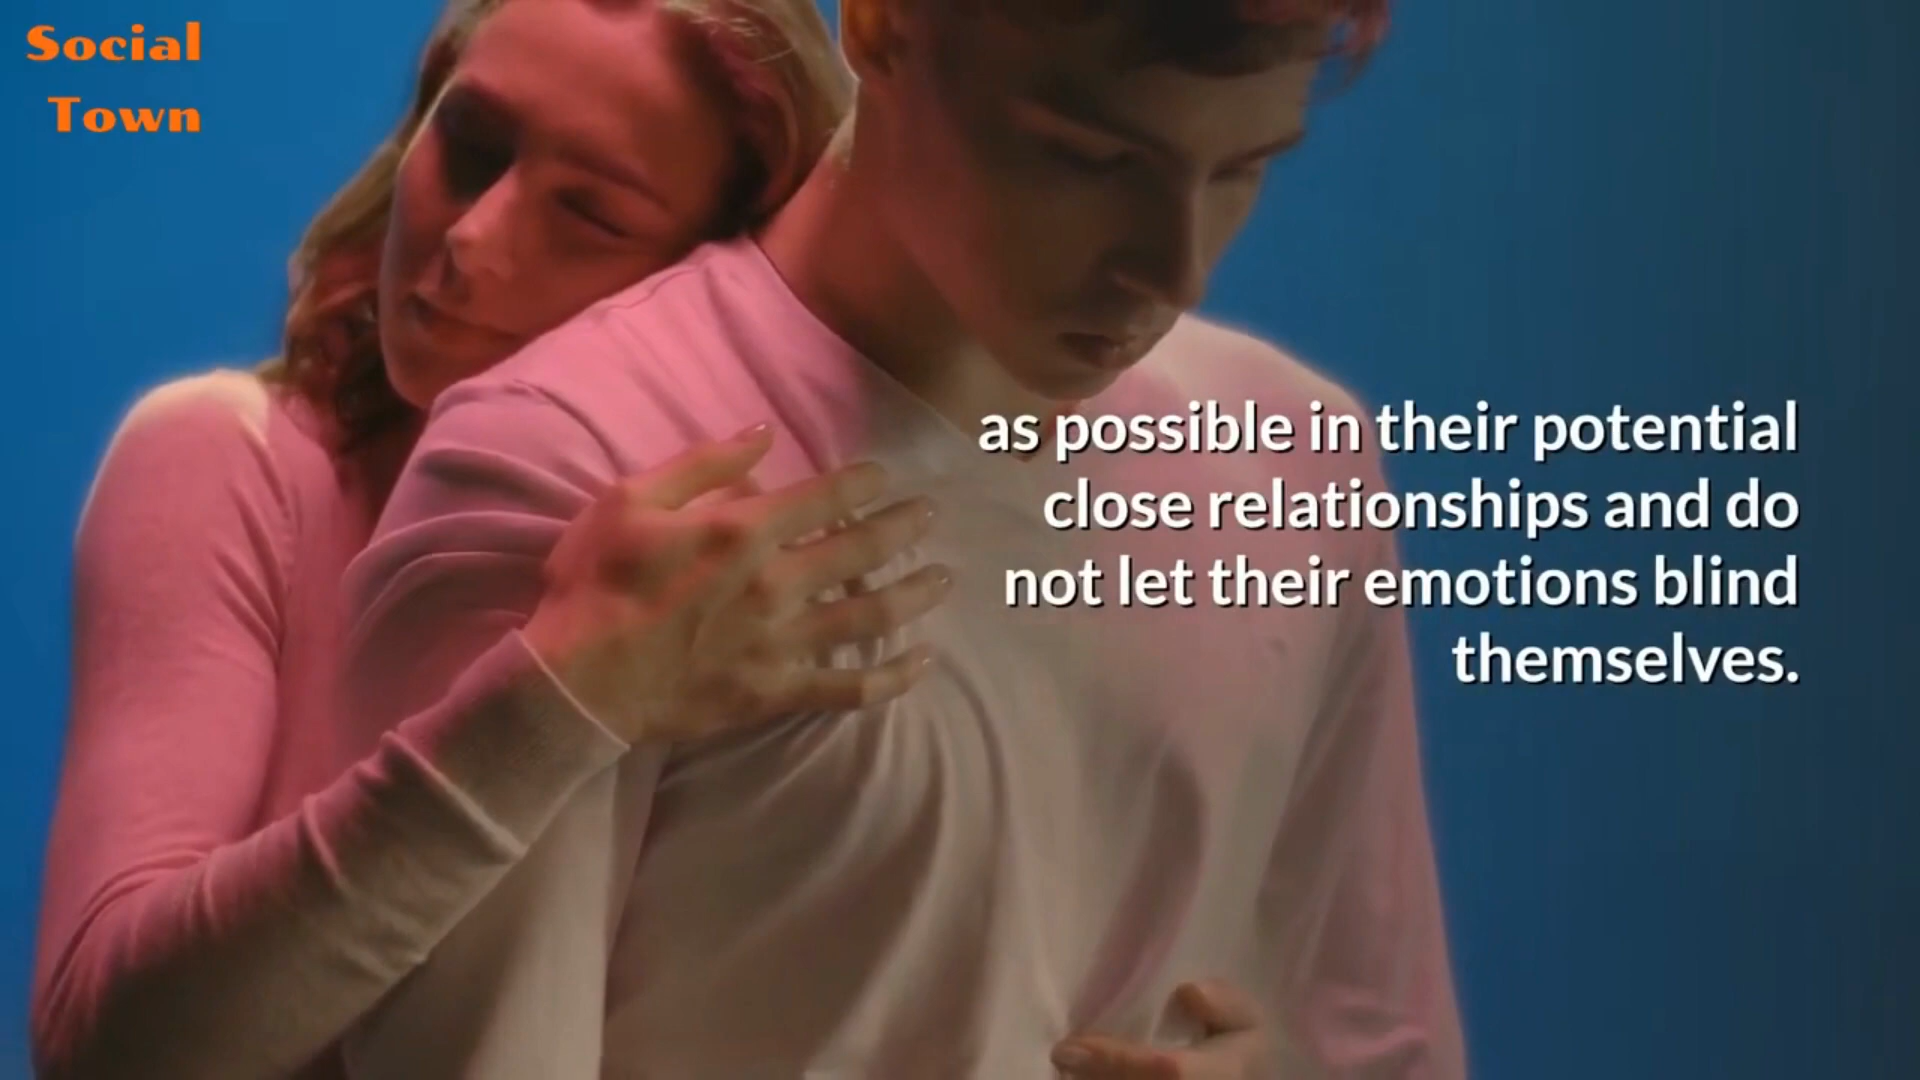 Social
Town
as possible in their potential
close relationships and do
not let their emotions blind
themselves.